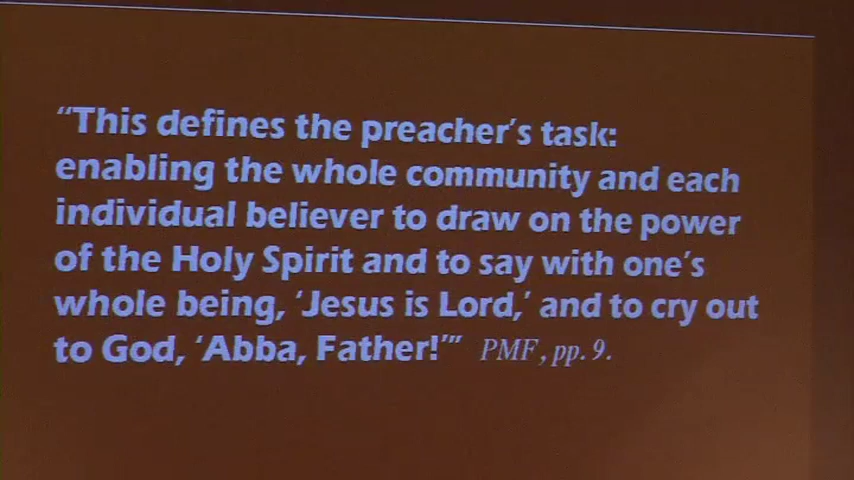 “This defines the preacher’s task:
enabling the whole community and each
individual believer to draw on the power
of the Holy Spirit and to say with one’s
whole being, ‘Jesus is Lord,’ and to cry out
to God, ‘Abba, Father!’” PMF, pp. 9.